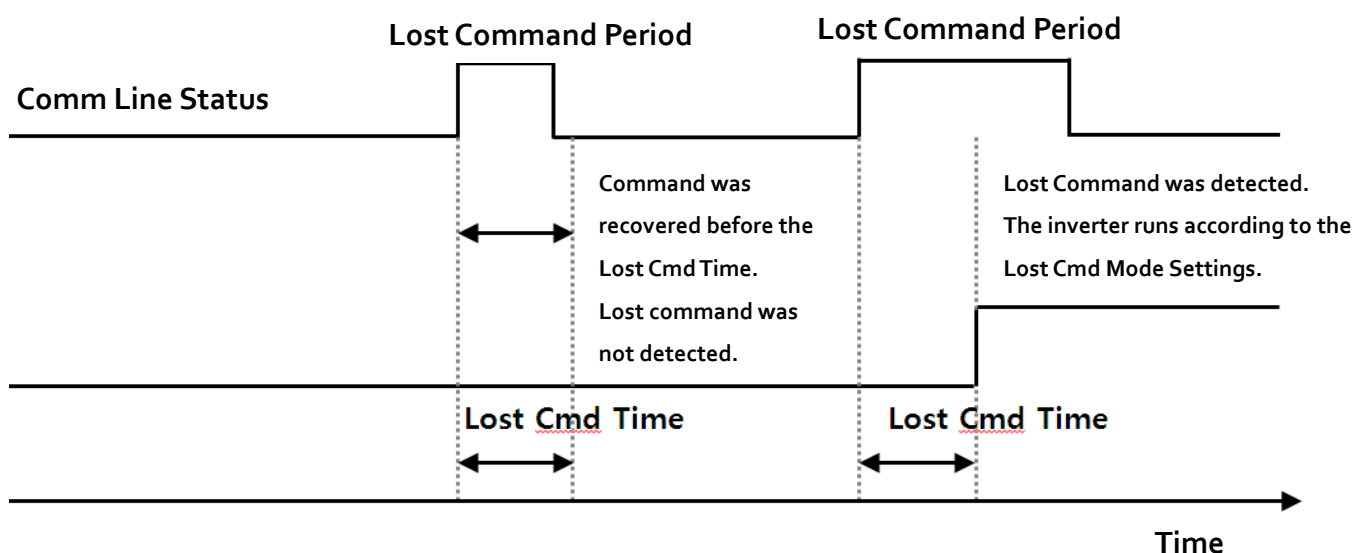 Lost Command Period
Lost Command Period
Comm Line Status
Command was
recovered before the
Lost Cmd Time.
Lost command was
not detected.
Lost Command was detected.
The inverter runs according to the
Lost Cmd Mode Settings.
Lost Cmd Time
Lost Cmd Time
Time